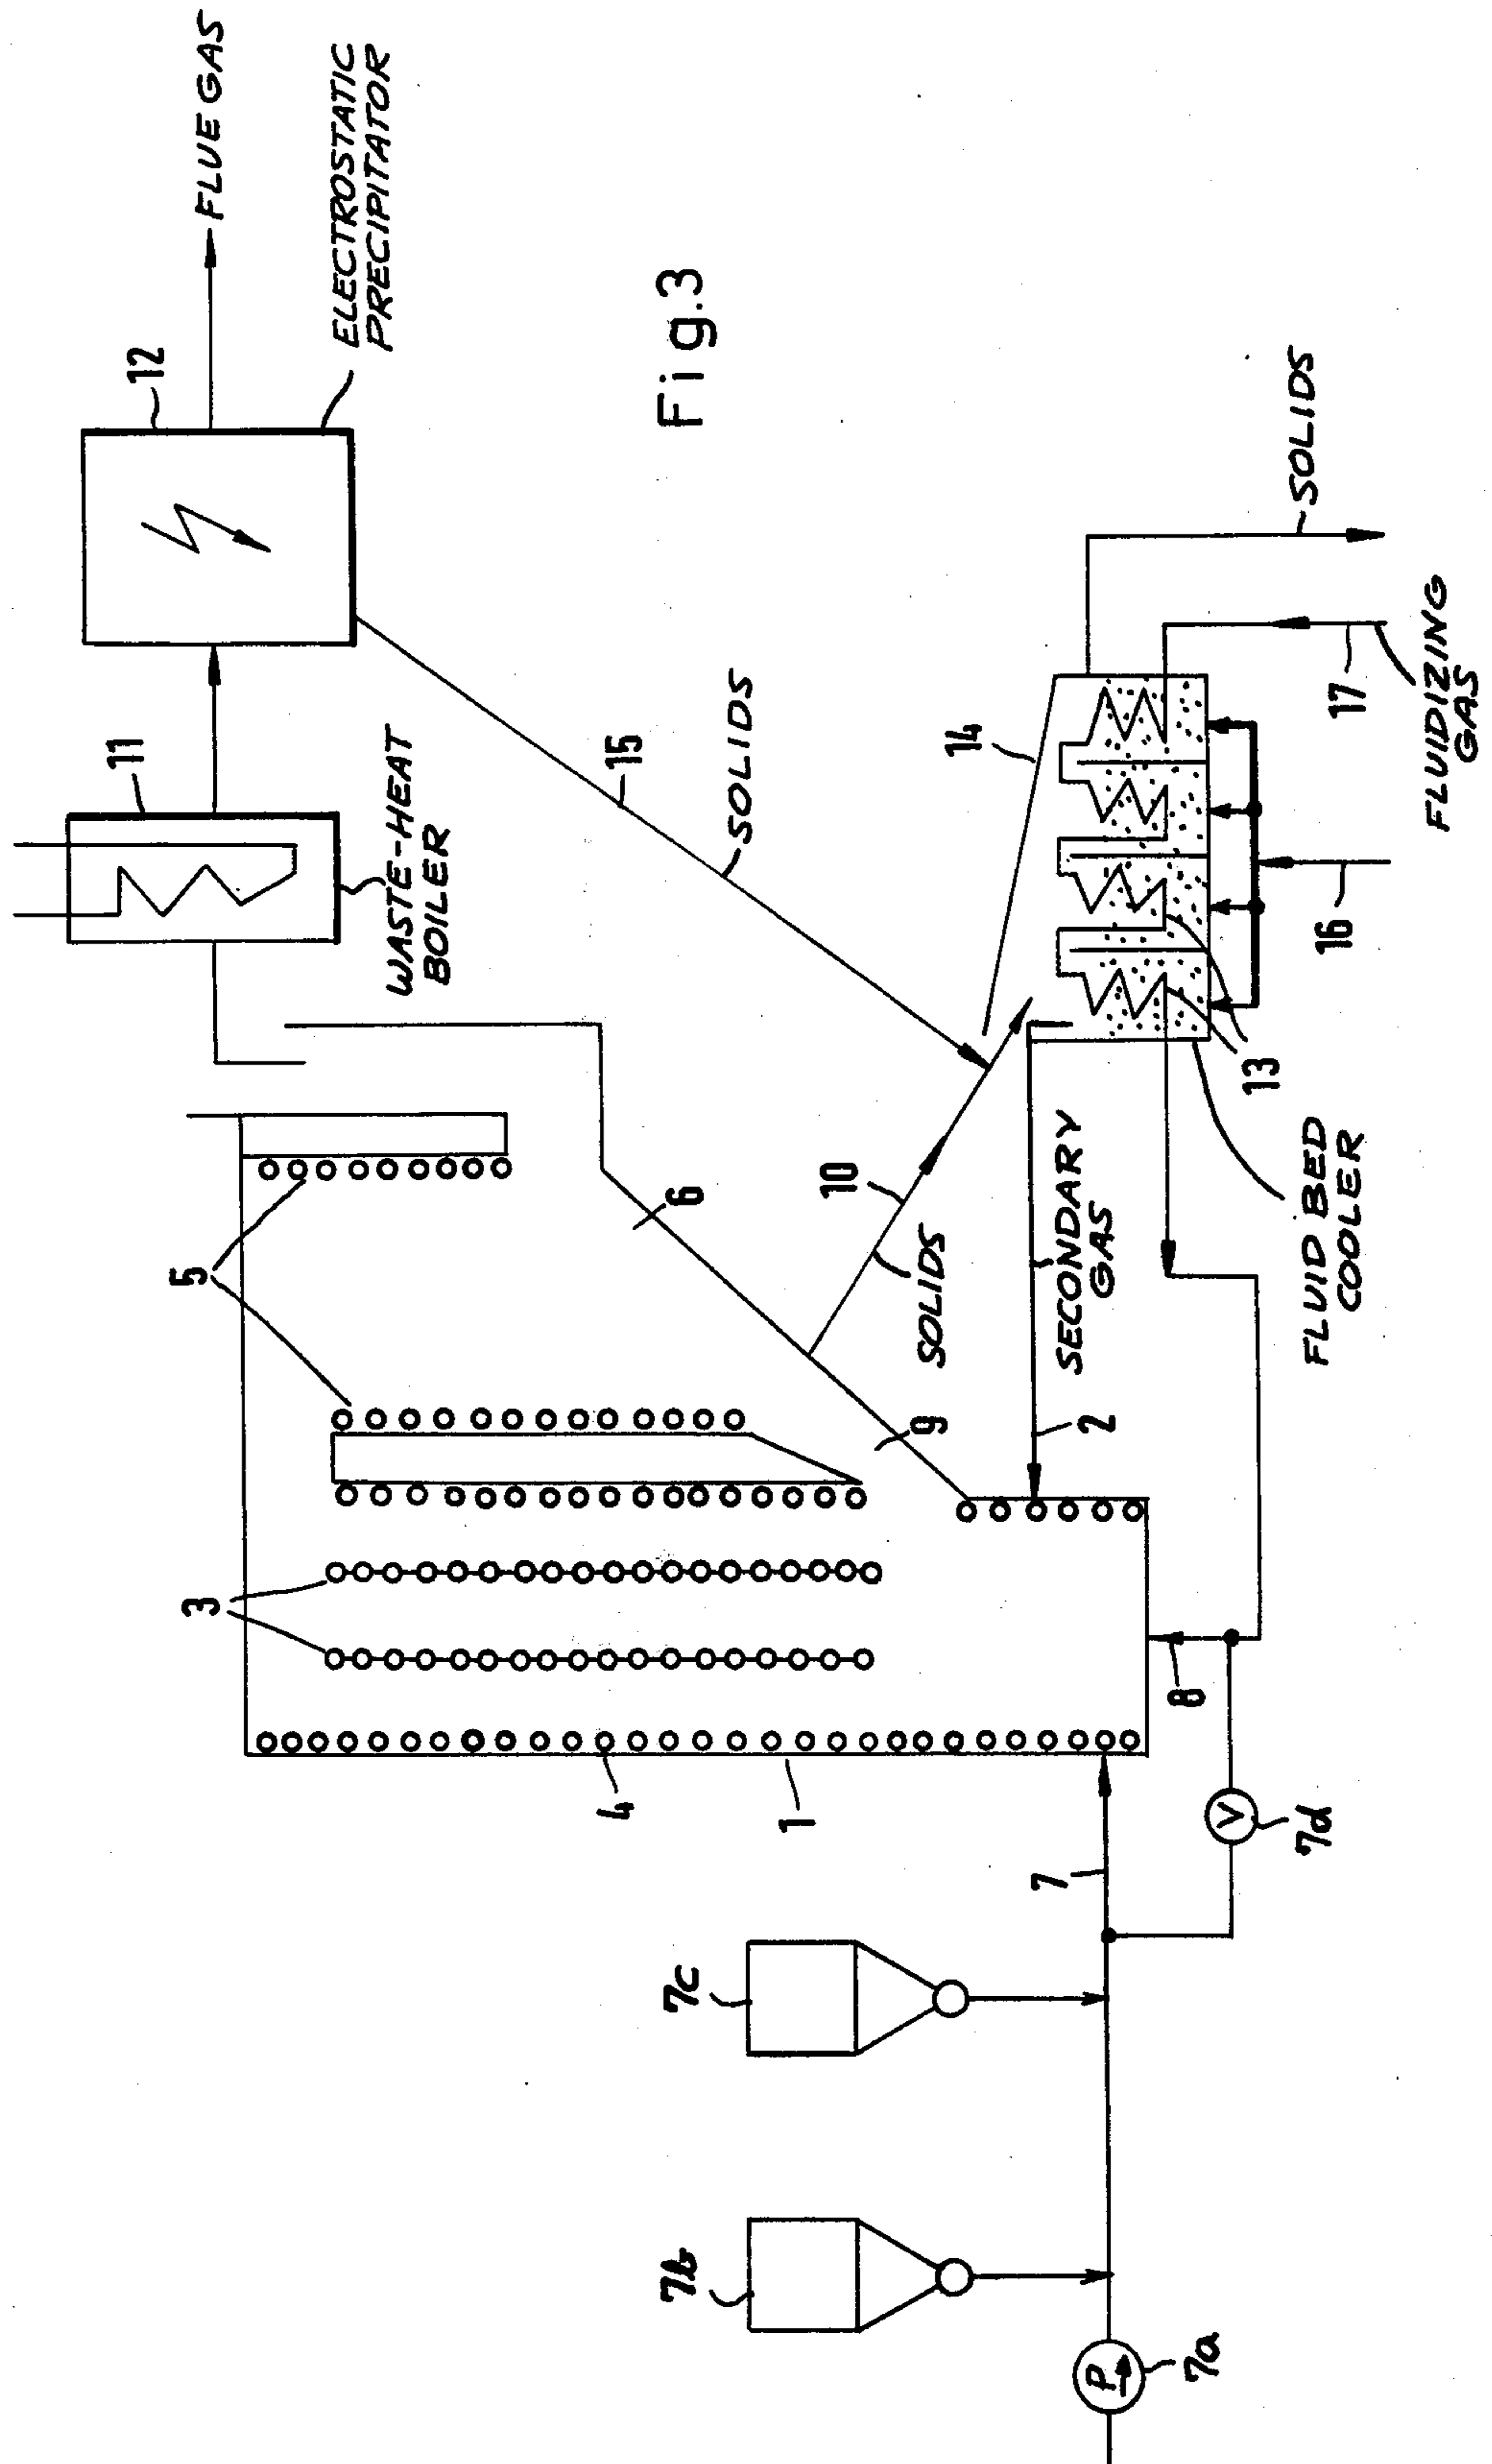 FLUE GAS
12
ELECTROSTATIC
PRECIPITATOR
11
WASTE-HEAT
BOILER
5
3
4
1
6
9
15
SOLIDS
Fig.3
10
SOLIDS
14
SECONDARY
GAS
2
SOLIDS
17
FLUIDIZING
GAS
16
13
FLUID BED
COOLER
8
7
V
7d
7c
7b
P
7a